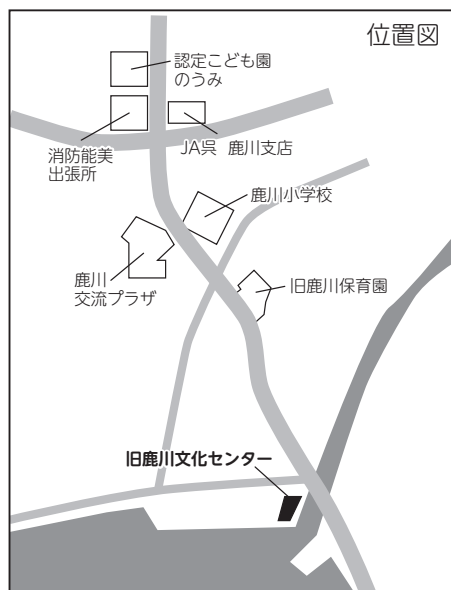 位置図
認定こども園
のうみ
消防能美
出張所
JA呉 鹿川支店
鹿川小学校
鹿川
交流プラザ
旧鹿川保育園
旧鹿川文化センター